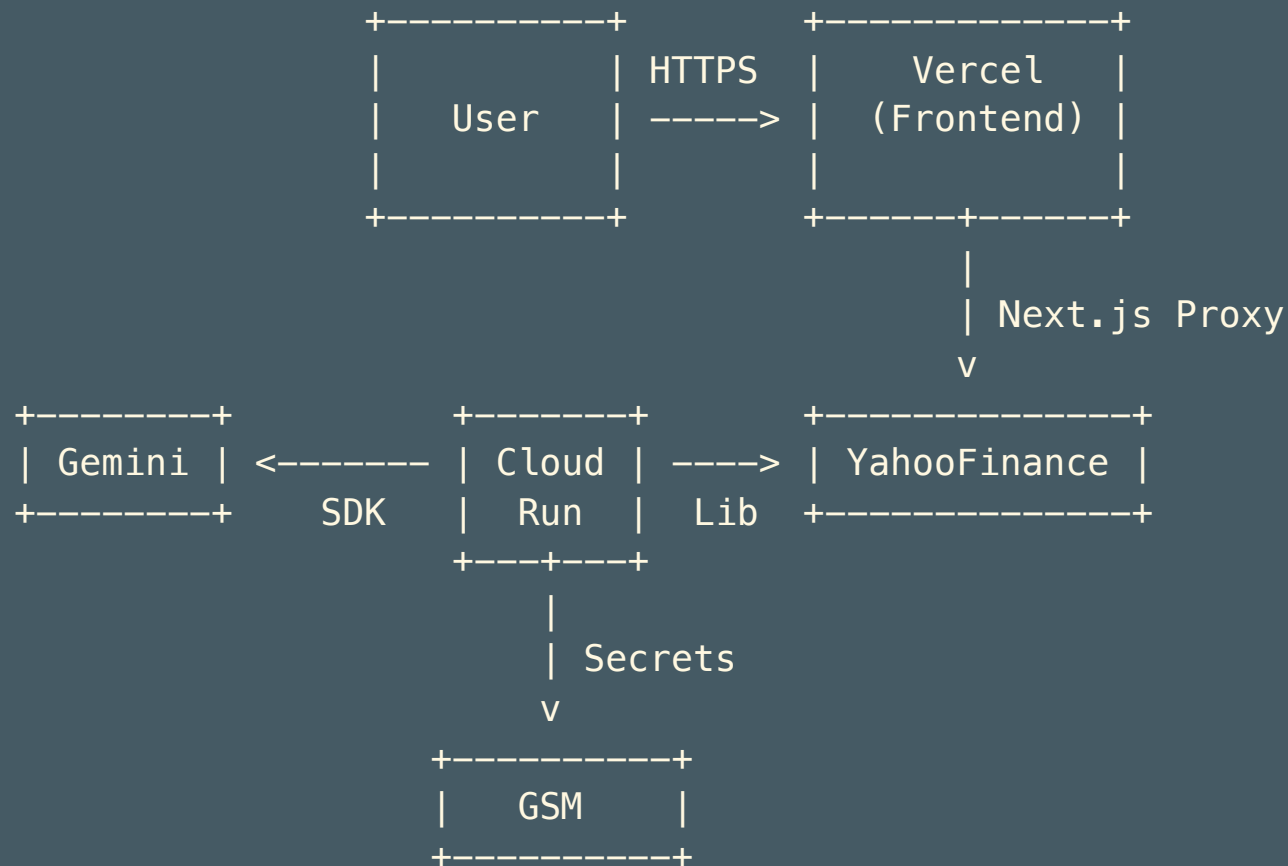 +----------+        +-------------+
|          | HTTPS  |    Vercel   |
|   User   | -----> |  (Frontend) |
|          |        |             |
+----------+        +------+------+
|
| Next.js Proxy
v
+--------+          +-------+       +--------------+
| Gemini | <------- | Cloud | ----> | YahooFinance |
+--------+    SDK   |  Run  |  Lib  +--------------+
+---+---+
|
| Secrets
v
+----------+
|   GSM    |
+----------+